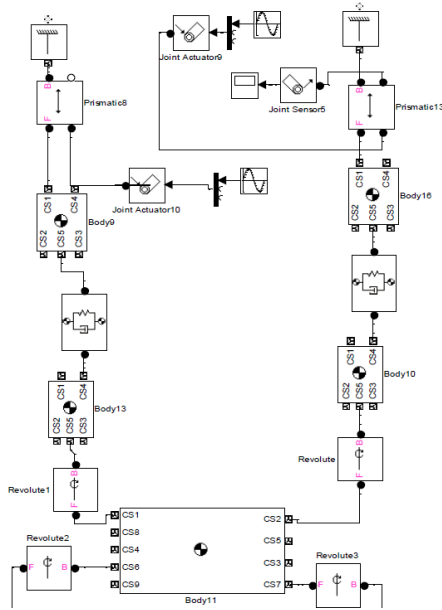 Joint Actuator9
B
Prismatic8
F
Joint Sensor5
B
Prismatic13
F
CS1
CS4
Body9
CS2
CS5
CS3
Joint Actuator10
CS1
CS4
Body16
CS2
CS5
CS3
CS1
CS4
Body13
CS2
CS5
CS3
CS1
CS4
Body10
CS2
CS5
CS3
B
Revolute1
F
B
Revolute
F
CS1
CS8
CS4
CS6
CS9
CS2
CS5
CS3
CS7
Body11
Revolute2
F
B
Revolute3
F
B